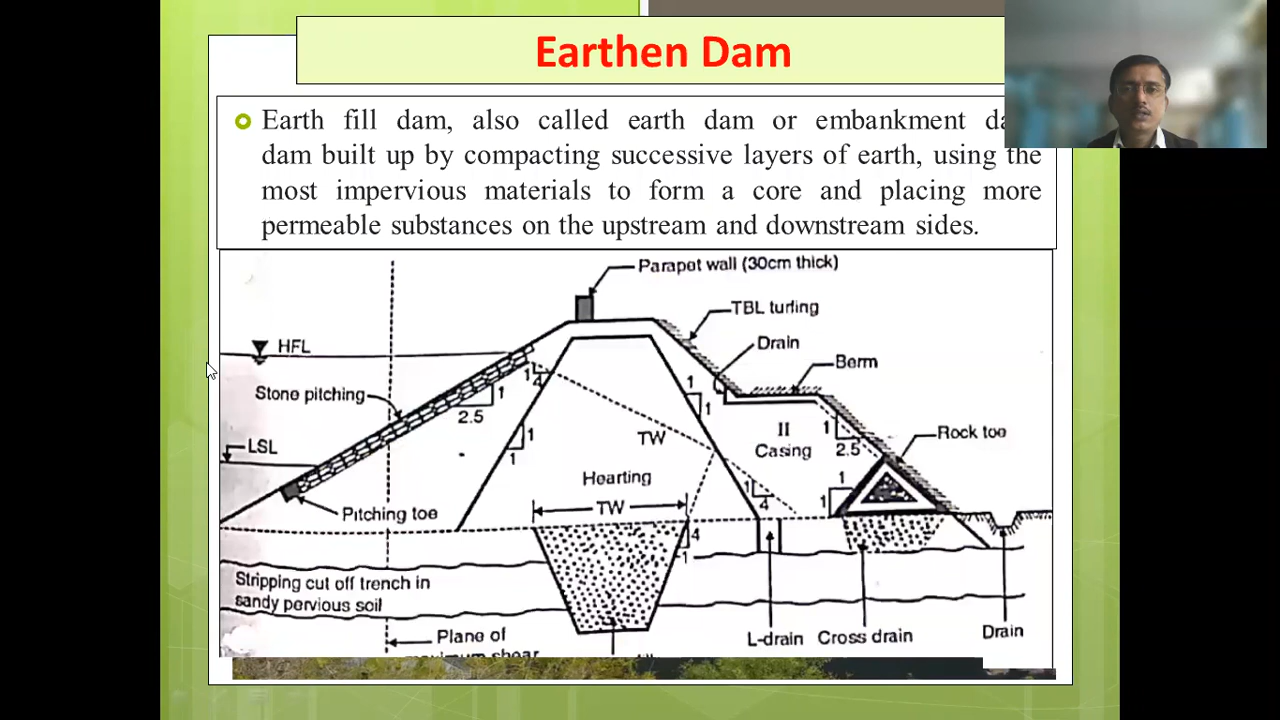 Earthen Dam
Earth fill dam, also called earth dam or embankment
dam built up by compacting successive layers of earth, using the
most impervious materials to form a core and placing more
permeable substances on the upstream and downstream sides.
Parapet wall (30cm thick)
TBL turfing
HFL
Drain
Berm
1
4
Stone pitching
1
2.5
1
1
II
Casing
1
2.5
Rock toe
1
1
TW
LSL
Hearting
1
4
1
1
Pitching toe
TW
4
1
Stripping cut off trench in
sandy pervious soil
Plane of
L-drain
Cross drain
Drain